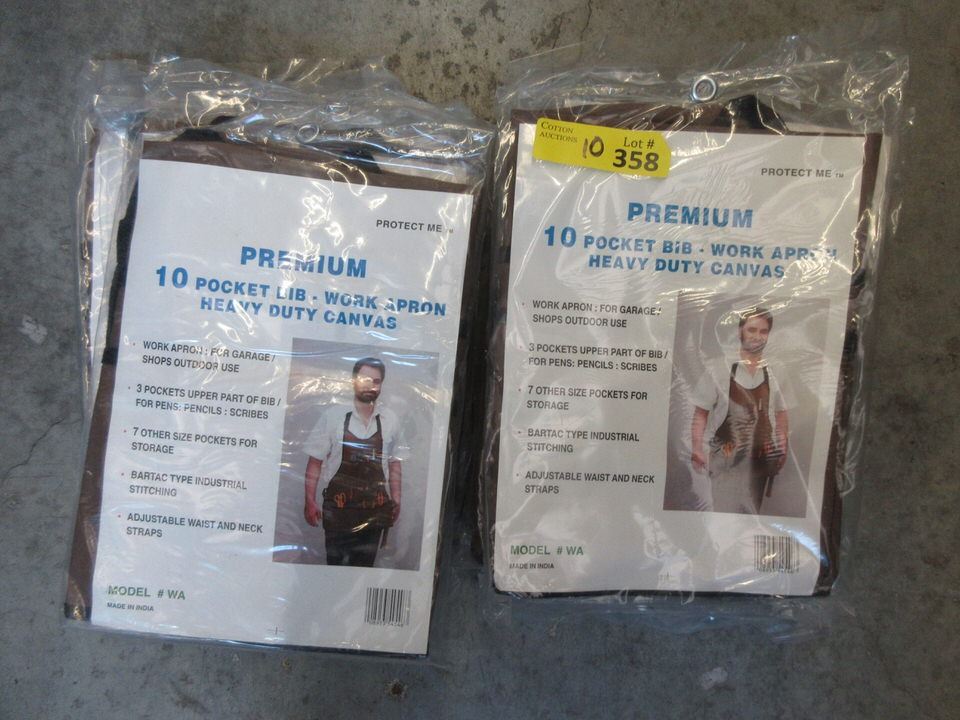 PROTECT ME ™
PREMIUM
10 POCKET BIB - WORK APRON
HEAVY DUTY CANVAS
• WORK APRON : FOR GARAGE /
SHOPS OUTDOOR USE
• 3 POCKETS UPPER PART OF BIB /
FOR PENS: PENCILS : SCRIBES
• 7 OTHER SIZE POCKETS FOR
STORAGE
• BARTAC TYPE INDUSTRIAL
STITCHING
• ADJUSTABLE WAIST AND NECK
STRAPS
MODEL # WA
MADE IN INDIA
COTTON
AUCTIONS
10
Lot #
358
PROTECT ME ™
PREMIUM
10 POCKET BIB - WORK APRON
HEAVY DUTY CANVAS
• WORK APRON : FOR GARAGE /
SHOPS OUTDOOR USE
• 3 POCKETS UPPER PART OF BIB /
FOR PENS: PENCILS : SCRIBES
• 7 OTHER SIZE POCKETS FOR
STORAGE
• BARTAC TYPE INDUSTRIAL
STITCHING
• ADJUSTABLE WAIST AND NECK
STRAPS
MODEL # WA
MADE IN INDIA